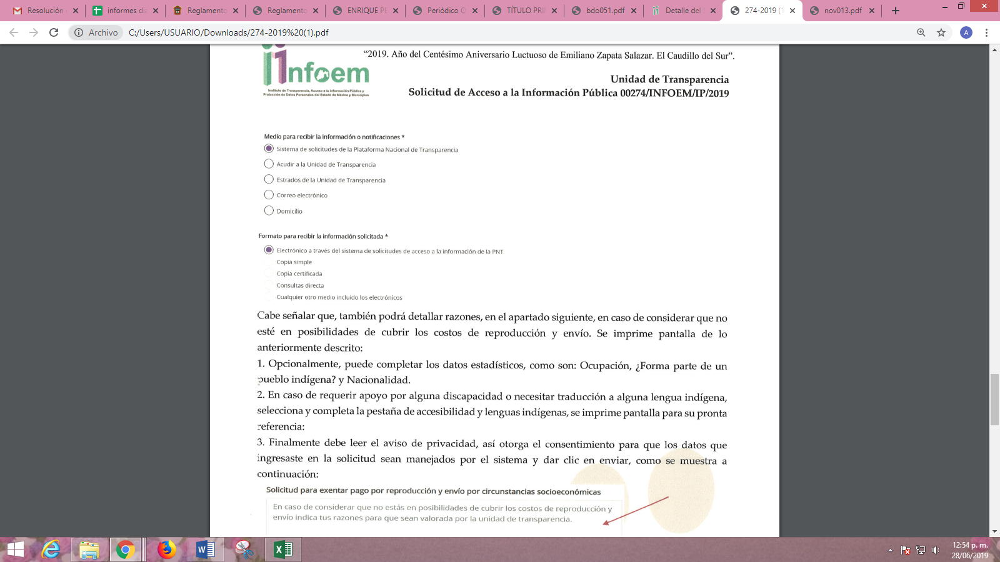 Resolución
informes di
Reglamento
Reglamento
ENRIQUE PE
Periódico O
TÍTULO PRI
bdo051.pdf
Detalle del
274-2019 (1
nov013.pdf
Archivo
C:/Users/USUARIO/Downloads/274-2019%20(1).pdf
A
“2019. Año del Centésimo Aniversario Luctuoso de Emiliano Zapata Salazar. El Caudillo del Sur”.
infoem
Instituto de Transparencia, Acceso a la Información Pública y
Protección de Datos Personales del Estado de México y Municipios
Unidad de Transparencia
Solicitud de Acceso a la Información Pública 00274/INFOEM/IP/2019
Medio para recibir la información o notificaciones *
Sistema de solicitudes de la Plataforma Nacional de Transparencia
Acudir a la Unidad de Transparencia
Estrados de la Unidad de Transparencia
Correo electrónico
Domicilio
Formato para recibir la información solicitada *
Electrónico a través del sistema de solicitudes de acceso a la información de la PNT
Copia simple
Copia certificada
Consultas directa
Cualquier otro medio incluido los electrónicos
Cabe señalar que, también podrá detallar razones, en el apartado siguiente, en caso de considerar que no
esté en posibilidades de cubrir los costos de reproducción y envío. Se imprime pantalla de lo
anteriormente descrito:
1. Opcionalmente, puede completar los datos estadísticos, como son: Ocupación, ¿Forma parte de un
pueblo indígena? y Nacionalidad.
2. En caso de requerir apoyo por alguna discapacidad o necesitar traducción a alguna lengua indígena,
selecciona y completa la pestaña de accesibilidad y lenguas indígenas, se imprime pantalla para su pronta
referencia:
3. Finalmente debe leer el aviso de privacidad, así otorga el consentimiento para que los datos que
ingresaste en la solicitud sean manejados por el sistema y dar clic en enviar, como se muestra a
continuación:
Solicitud para exentar pago por reproducción y envío por circunstancias socioeconómicas
En caso de considerar que no estás en posibilidades de cubrir los costos de reproducción y
envío indica tus razones para que sean valorada por la unidad de transparencia.
12:54 p. m.
28/06/2019